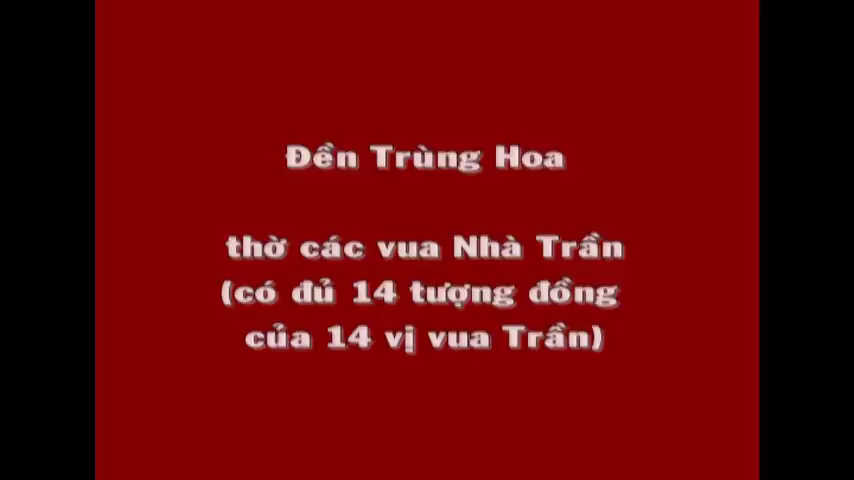 Đền Trùng Hoa
thờ các vua Nhà Trần
(có đủ 14 tượng đồng
của 14 vị vua Trần)